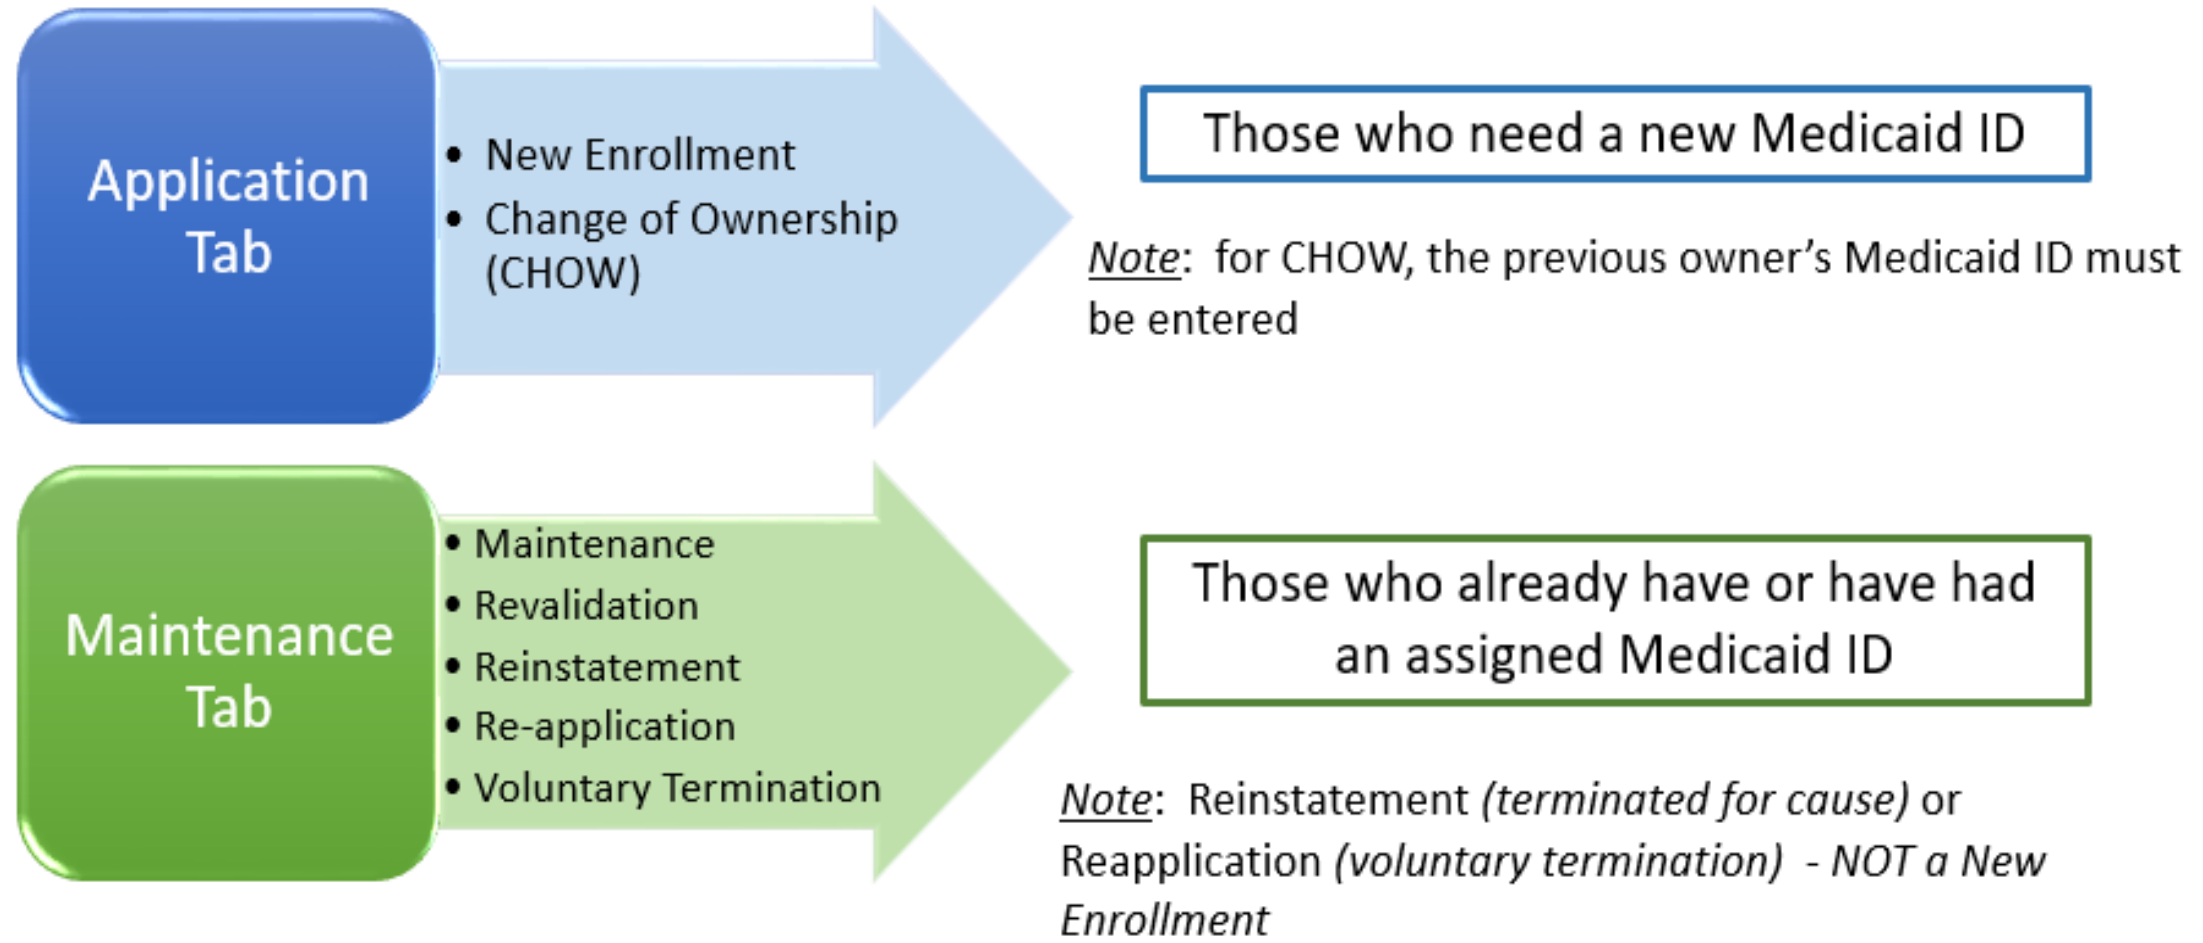 Application
Tab
• New Enrollment
• Change of Ownership
(CHOW)
Those who need a new Medicaid ID
Note:  for CHOW, the previous owner’s Medicaid ID must
be entered
Maintenance
Tab
• Maintenance
• Revalidation
• Reinstatement
• Re-application
• Voluntary Termination
Those who already have or have had
an assigned Medicaid ID
Note:  Reinstatement (terminated for cause) or
Reapplication (voluntary termination)  - NOT a New
Enrollment